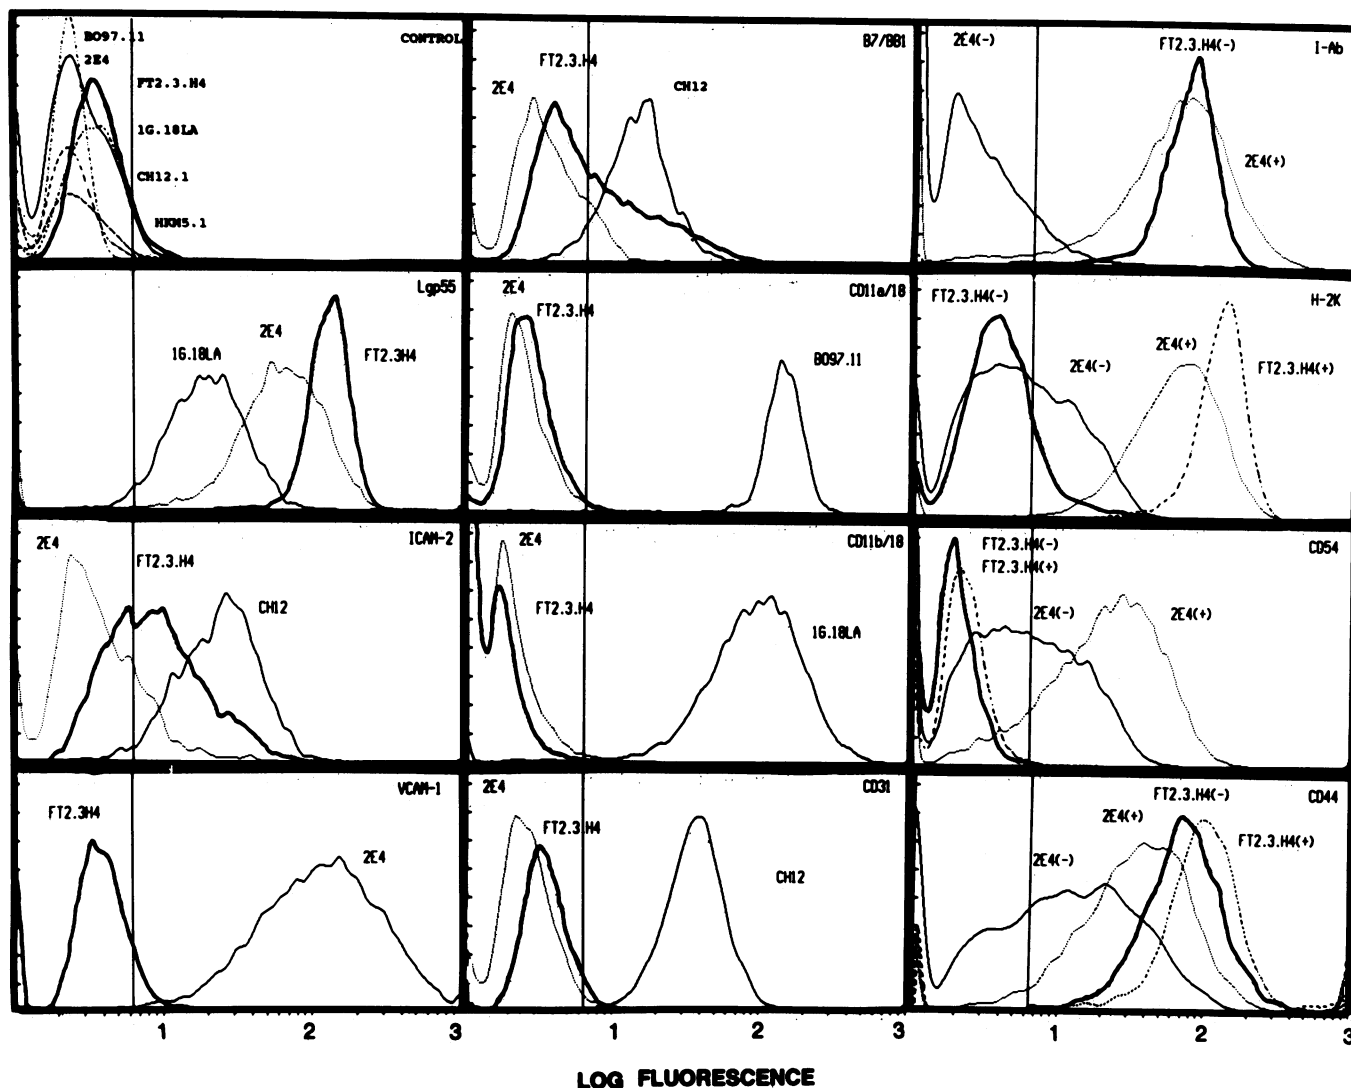 CONTROL
BO97.11
2E4
FT2.3.H4
1G.18LA
CH12.1
HKM5.1
B7/BB1
2E4
FT2.3.H4
CH12
I-Ab
2E4(-)
FT2.3.H4(-)
2E4(+)
Lgp55
1G.18LA
2E4
FT2.3H4
CD11a/18
2E4
FT2.3.H4
BO97.11
H-2K
FT2.3.H4(-)
2E4(-)
2E4(+)
FT2.3.H4(+)
ICAM-2
2E4
FT2.3.H4
CH12
CD11b/18
2E4
FT2.3.H4
1G.18LA
CD54
FT2.3.H4(-)
FT2.3.H4(+)
2E4(-)
2E4(+)
VCAM-1
FT2.3H4
2E4
CD31
2E4
FT2.3.H4
CH12
CD44
FT2.3.H4(-)
2E4(+)
FT2.3.H4(+)
2E4(-)
1 2 3 1 2 3 1 2 3
LOG FLUORESCENCE